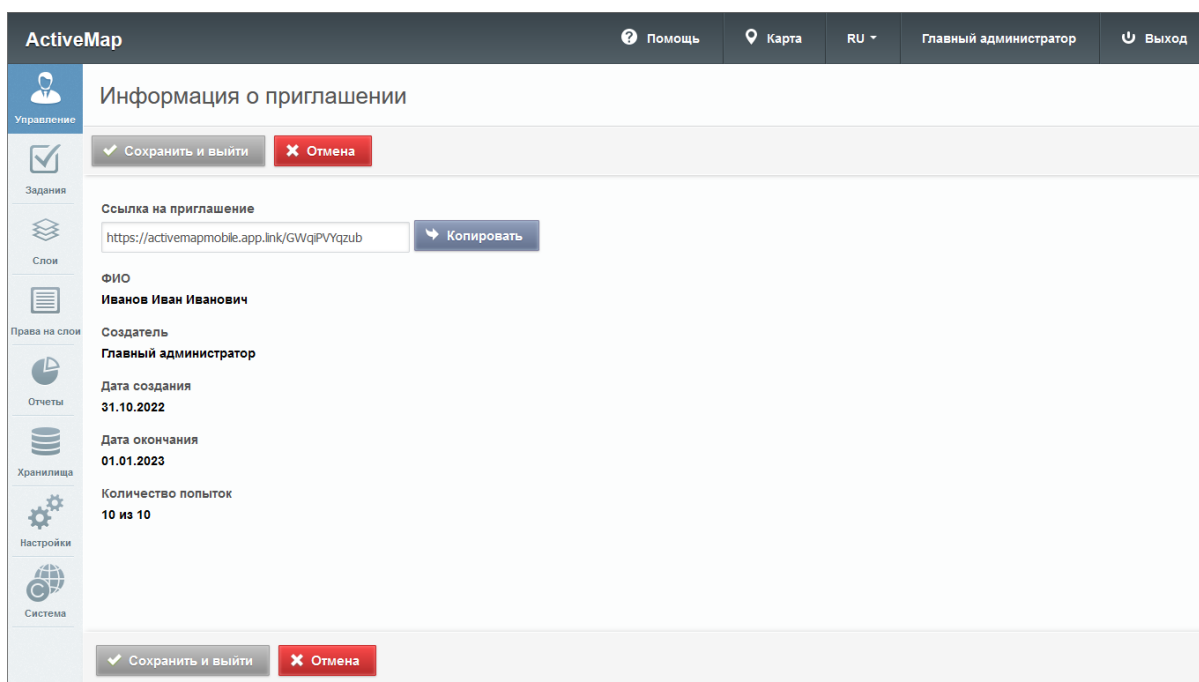 ActiveMap
Помощь
Карта
RU
Главный администратор
Выход
Управление
Задания
Слои
Права на слои
Отчеты
Хранилища
Настройки
Система
Информация о приглашении
Сохранить и выйти
Отмена
Ссылка на приглашение
https://activemapmobile.app.link/GWqiPVYqzub
Копировать
ФИО
Иванов Иван Иванович
Создатель
Главный администратор
Дата создания
31.10.2022
Дата окончания
01.01.2023
Количество попыток
10 из 10
Сохранить и выйти
Отмена